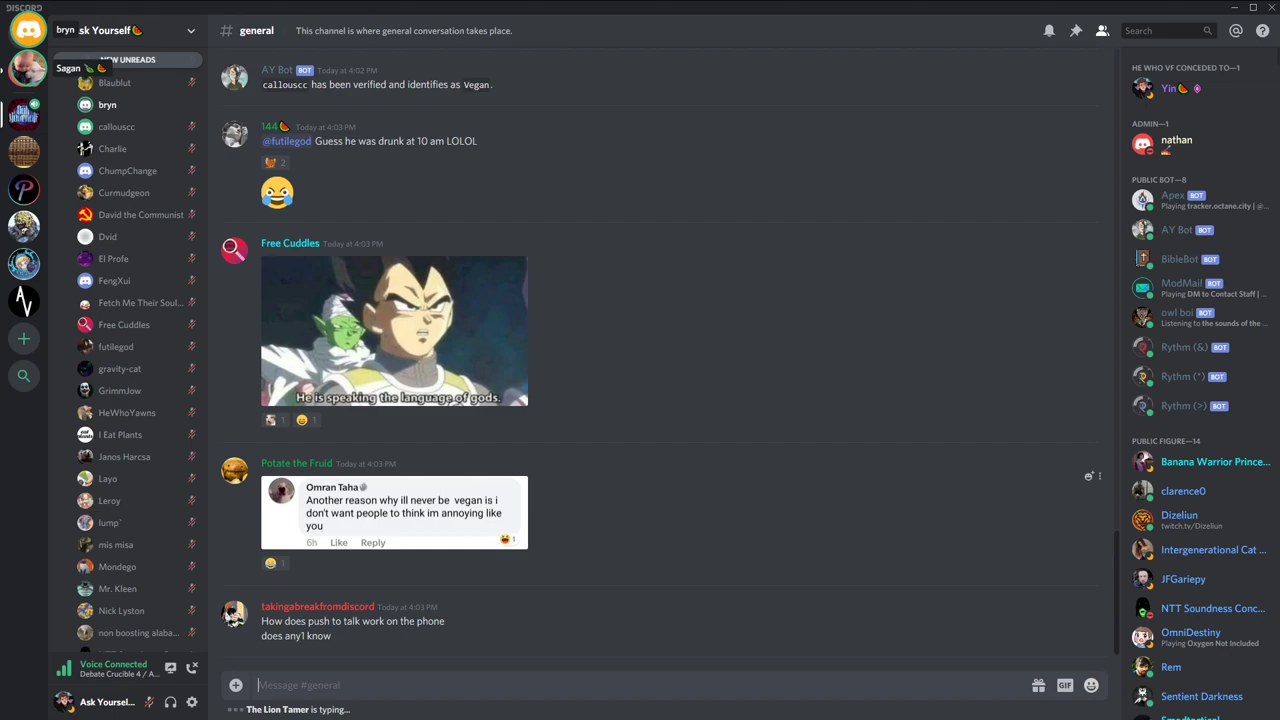 DISCORD
bryn
Ask Yourself
Sagan
NEW UNREADS
Blaublut
bryn
callouscc
Charlie
ChumpChange
Curmudgeon
David the Communist
Dvid
El Profe
FengXui
Fetch Me Their Soul...
Free Cuddles
futilegod
gravity-cat
GrimmJow
HeWhoYawns
I Eat Plants
Janos Harcsa
Layo
Leroy
lump`
mis misa
Mondego
Mr. Kleen
Nick Lyston
non boosting alaba...
Voice Connected
Debate Crucible 4 / A...
Ask Yoursel...
# general
This channel is where general conversation takes place.
Search
AY Bot BOT Today at 4:02 PM
callouscc has been verified and identifies as Vegan.
144 Today at 4:03 PM
@futilegod Guess he was drunk at 10 am LOLOL
2
Free Cuddles Today at 4:03 PM
He is speaking the language of gods.
1 1
Potate the Fruid Today at 4:03 PM
Omran Taha
Another reason why ill never be vegan is i
don't want people to think im annoying like
you
6h Like Reply 1
1
takingabreakfromdiscord Today at 4:03 PM
How does push to talk work on the phone
does any1 know
Message #general
GIF
The Lion Tamer is typing...
HE WHO VF CONCEDED TO—1
Yin
ADMIN—1
nathan
PUBLIC BOT—8
Apex BOT
Playing tracker.octane.city | @...
AY Bot BOT
BibleBot BOT
ModMail BOT
Playing DM to Contact Staff | ...
owl boi BOT
Listening to the sounds of the ...
Rythm (&) BOT
Rythm (*) BOT
Rythm (>) BOT
PUBLIC FIGURE—14
Banana Warrior Prince...
clarence0
Dizeliun
twitch.tv/Dizeliun
Intergenerational Cat ...
JFGariepy
NTT Soundness Conc...
OmniDestiny
Playing Oxygen Not Included
Rem
Sentient Darkness